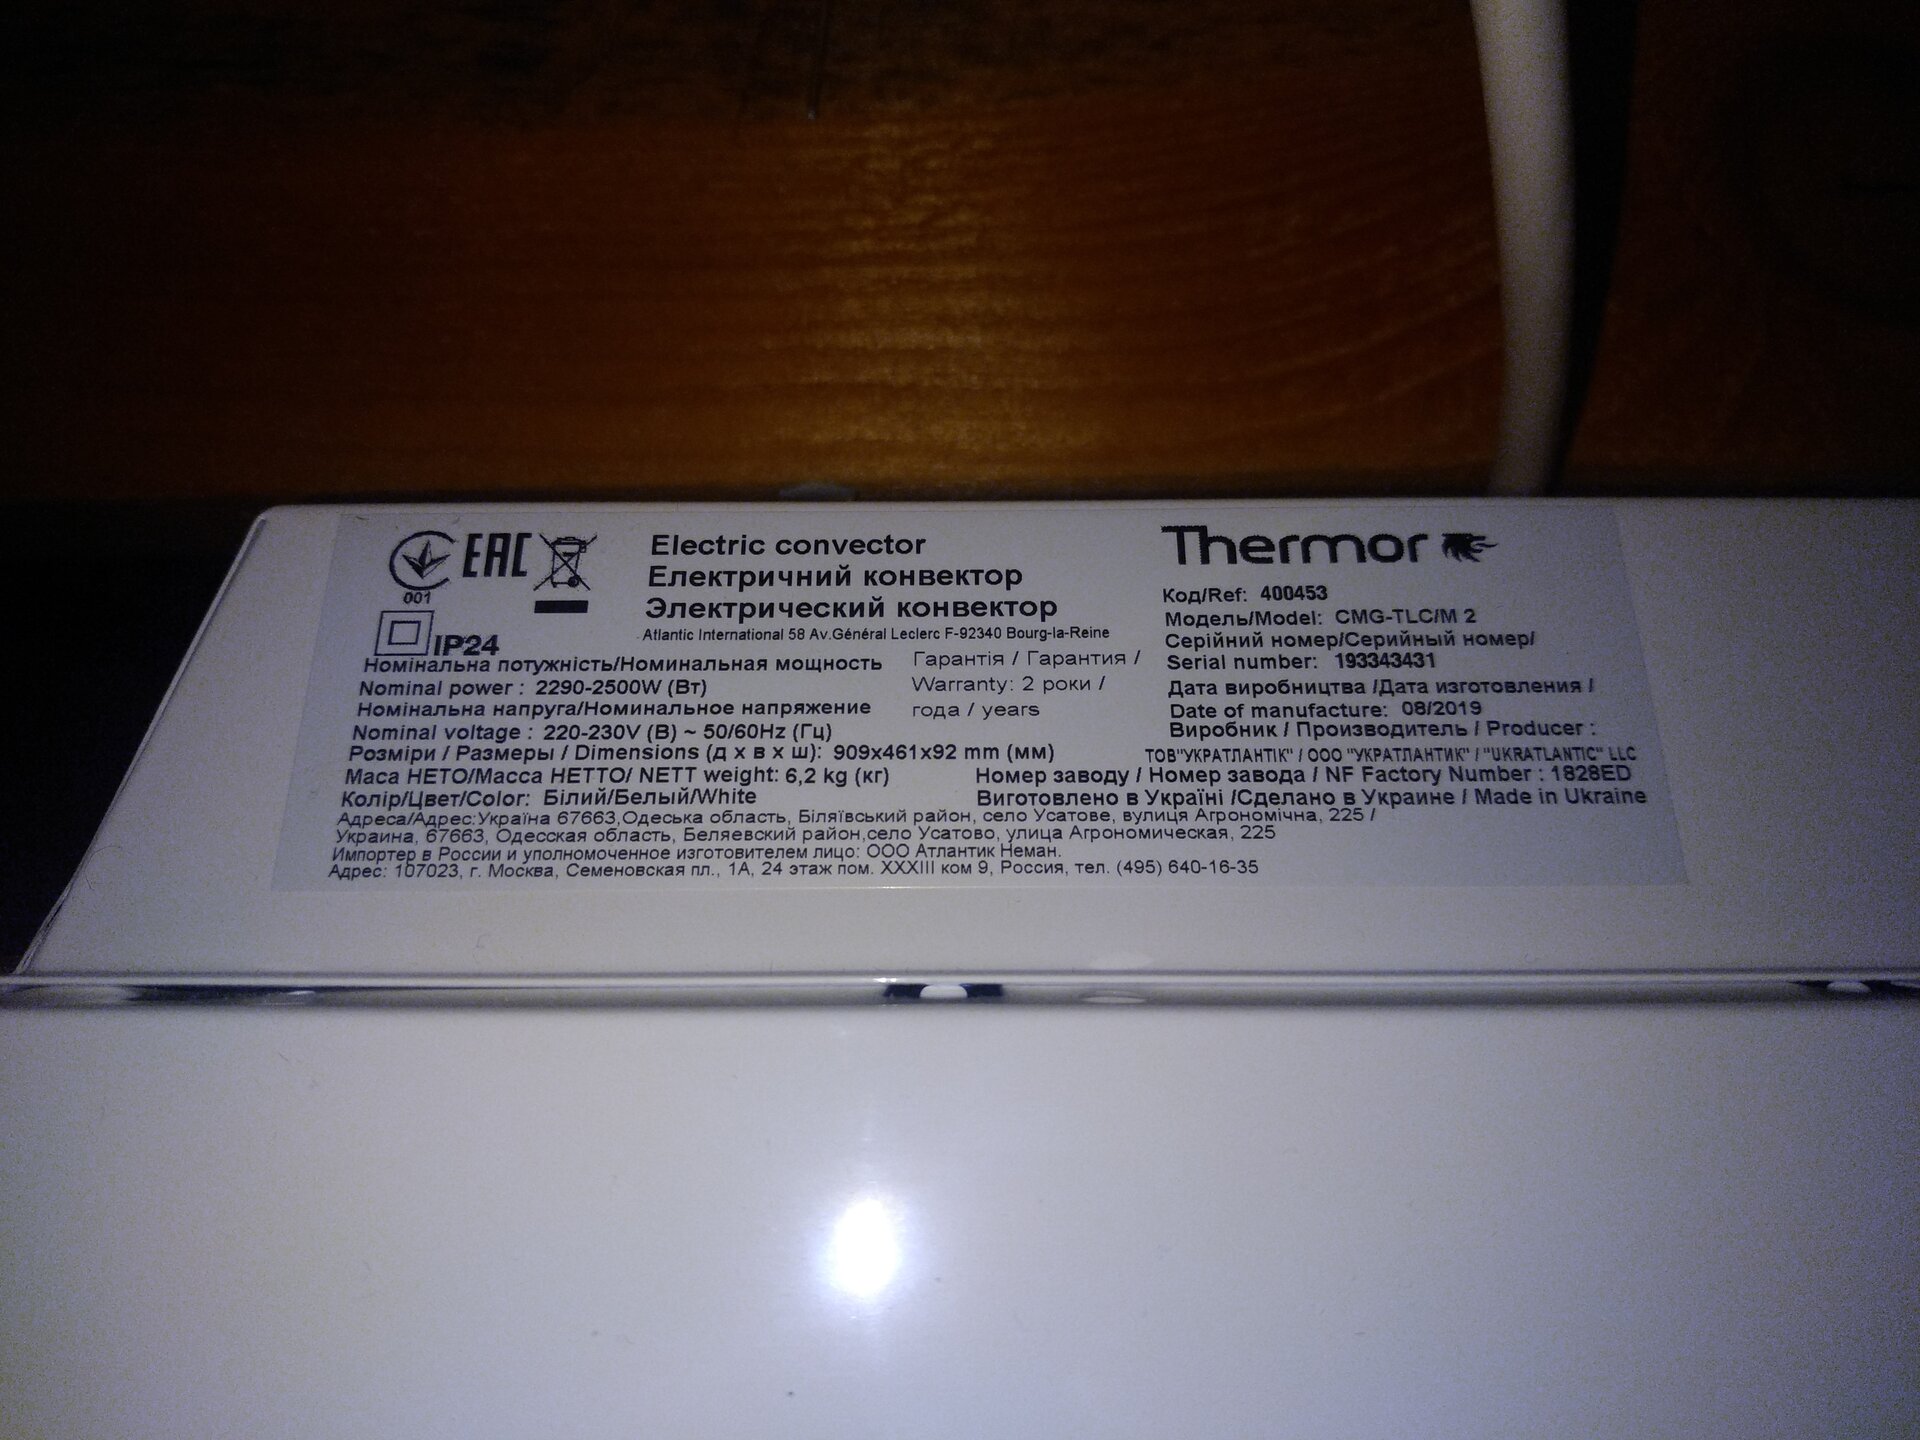 EAC
001
IP24
Electric convector
Електричний конвектор
Электрический конвектор
Atlantic International 58 Av.Général Leclerc F-92340 Bourg-la-Reine
Thermor
Код/Ref: 400453
Модель/Model: CMG-TLC/M 2
Серійний номер/Серийный номер/
Serial number: 193343431
Номінальна потужність/Номинальная мощность
Nominal power : 2290-2500W (Вт)
Номінальна напруга/Номинальное напряжение
Nominal voltage : 220-230V (В) ~ 50/60Hz (Гц)
Гарантія / Гарантия /
Warranty: 2 роки /
года / years
Дата виробництва /Дата изготовления /
Date of manufacture: 08/2019
Виробник / Производитель / Producer :
Розміри / Размеры / Dimensions (д х в х ш): 909x461x92 mm (мм)
ТОВ"УКРАТЛАНТІК" / ООО "УКРАТЛАНТИК" / "UKRATLANTIC" LLC
Маса НЕТО/Масса НЕТТО/ NETT weight: 6,2 kg (кг)
Номер заводу / Номер завода / NF Factory Number : 1828ED
Колір/Цвет/Color: Білий/Белый/White
Виготовлено в Україні /Сделано в Украине / Made in Ukraine
Адреса/Адрес:Україна 67663,Одеська область, Біляївський район, село Усатове, вулиця Агрономічна, 225 /
Украина, 67663, Одесская область, Беляевский район,село Усатово, улица Агрономическая, 225
Импортер в России и уполномоченное изготовителем лицо: ООО Атлантик Неман.
Адрес: 107023, г. Москва, Семеновская пл., 1А, 24 этаж пом. XXXIII ком 9, Россия, тел. (495) 640-16-35